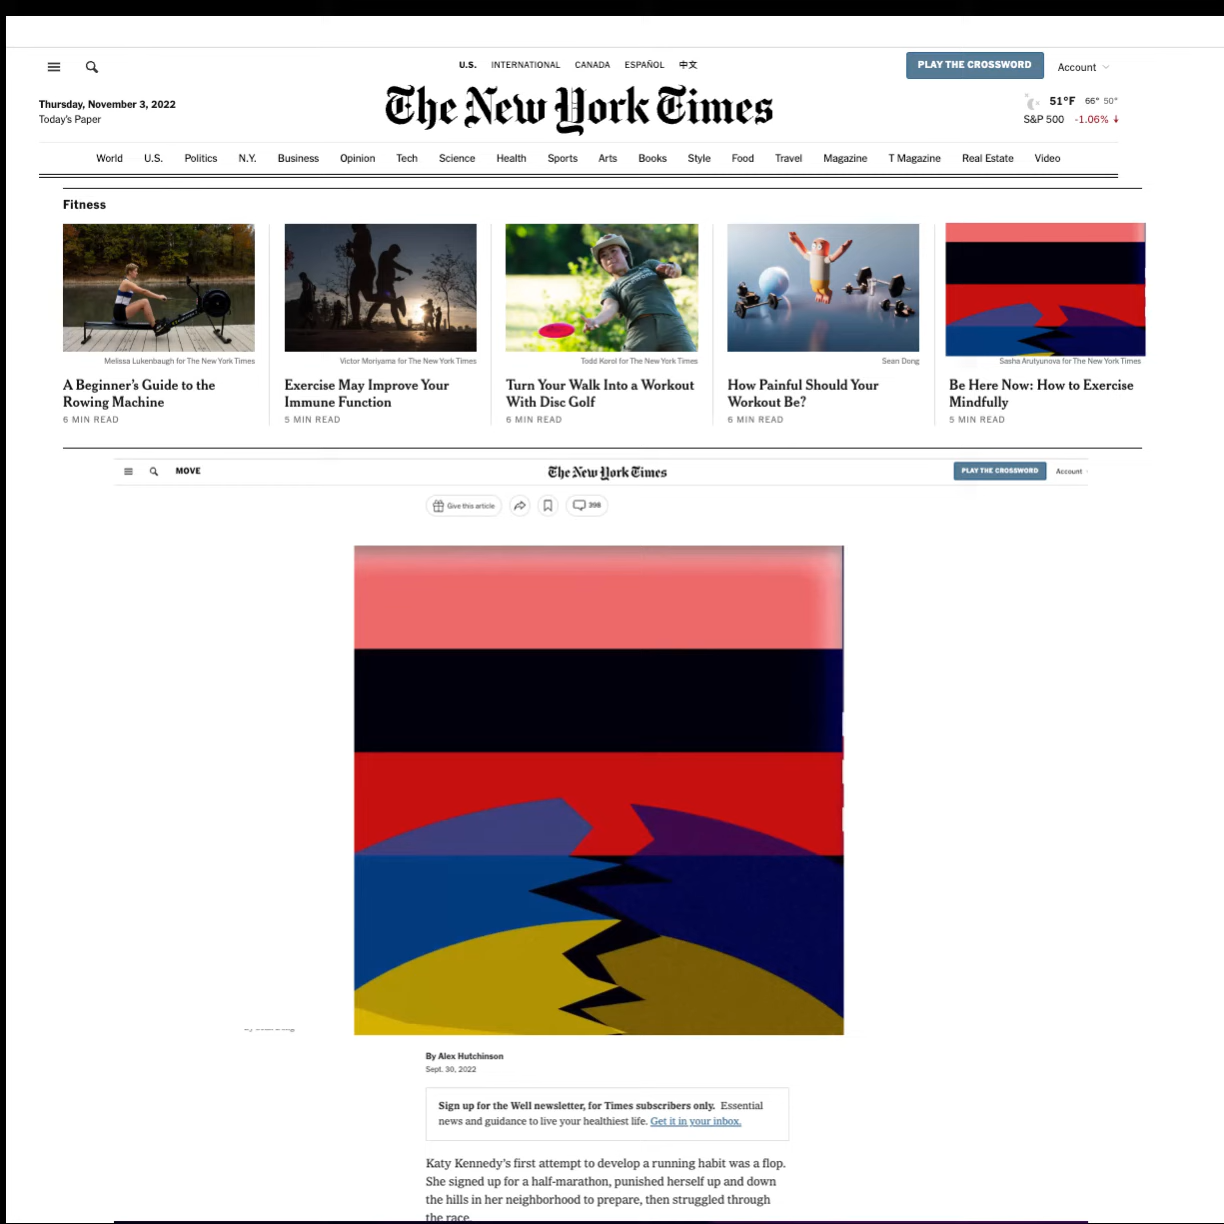 U.S. INTERNATIONAL CANADA ESPAÑOL 中文
PLAY THE CROSSWORD
Account
Thursday, November 3, 2022
Today's Paper
The New York Times
51°F 66° 50°
S&P 500 -1.06% ↓
World U.S. Politics N.Y. Business Opinion Tech Science Health Sports Arts Books Style Food Travel Magazine T Magazine Real Estate Video
Fitness
Melissa Lukenbaugh for The New York Times
A Beginner's Guide to the
Rowing Machine
6 MIN READ
Victor Moriyama for The New York Times
Exercise May Improve Your
Immune Function
5 MIN READ
Todd Korol for The New York Times
Turn Your Walk Into a Workout
With Disc Golf
6 MIN READ
Sean Dong
How Painful Should Your
Workout Be?
6 MIN READ
Sasha Arutyunova for The New York Times
Be Here Now: How to Exercise
Mindfully
5 MIN READ
MOVE
The New York Times
PLAY THE CROSSWORD
Account
Give this article
398
By Alex Hutchinson
Sept. 30, 2022
Sign up for the Well newsletter, for Times subscribers only. Essential
news and guidance to live your healthiest life. Get it in your inbox.
Katy Kennedy's first attempt to develop a running habit was a flop.
She signed up for a half-marathon, punished herself up and down
the hills in her neighborhood to prepare, then struggled through
the race.